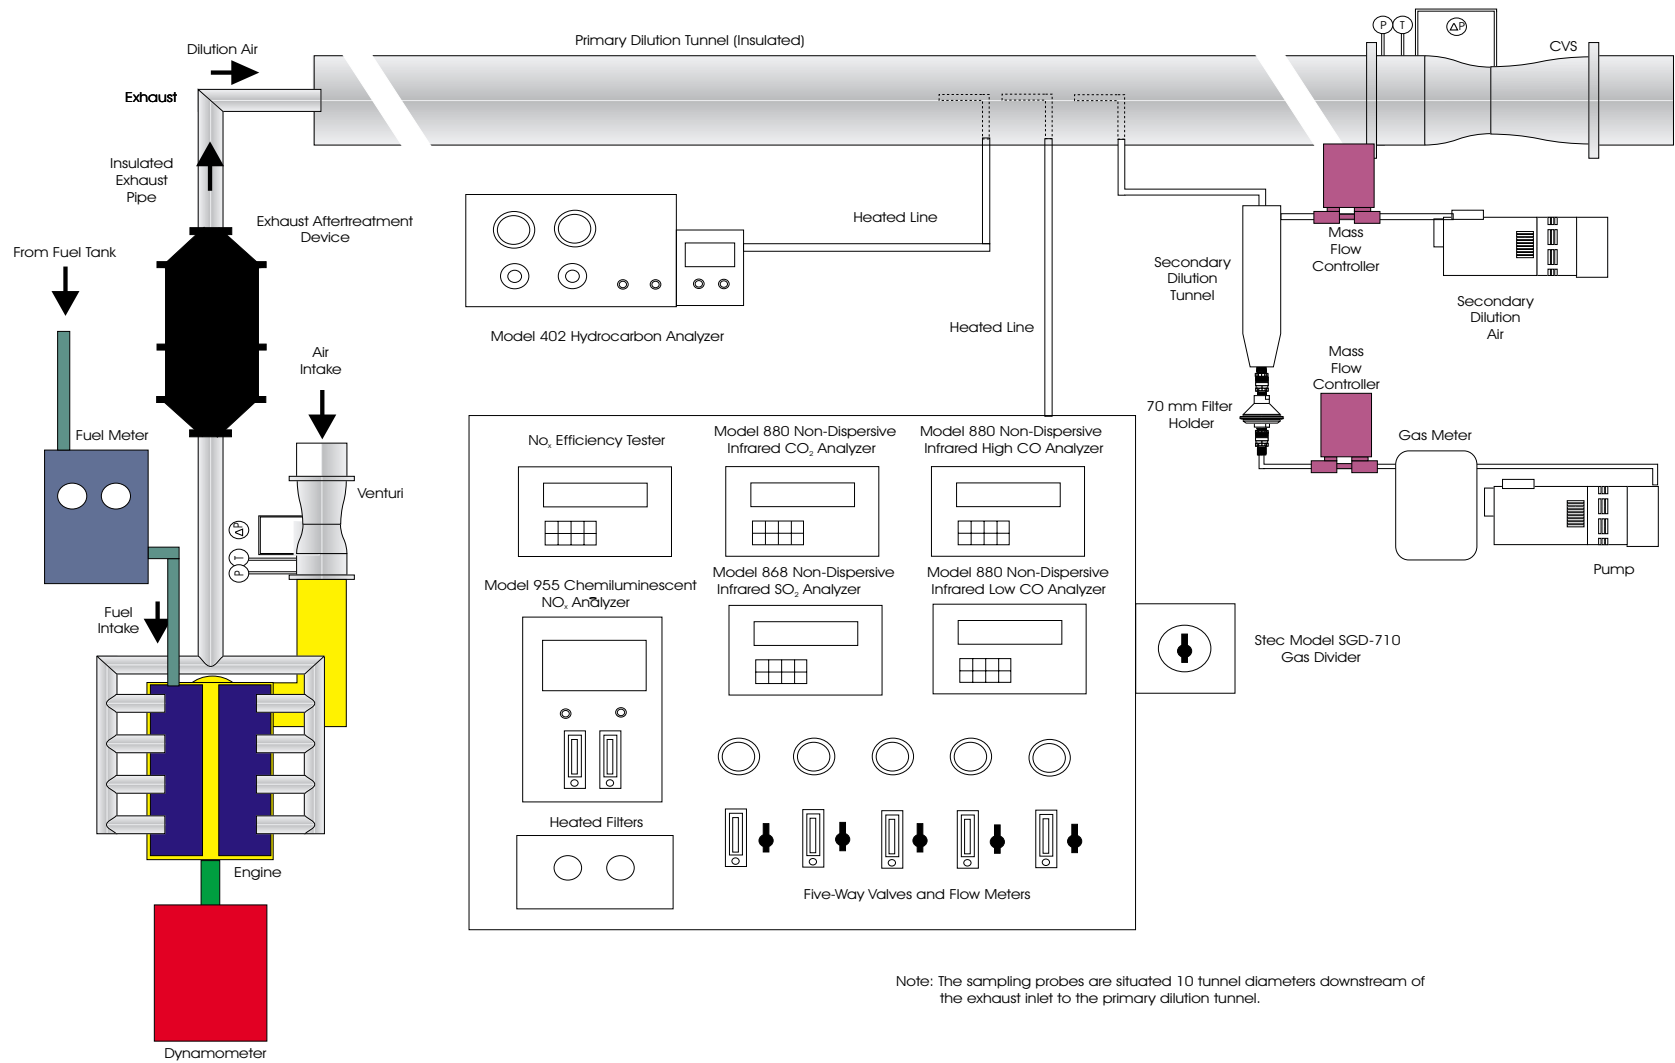 Dilution Air
Primary Dilution Tunnel (Insulated)
P
T
ΔP
CVS
Exhaust
Insulated
Exhaust
Pipe
Exhaust Aftertreatment
Device
From Fuel Tank
Heated Line
Mass
Flow
Controller
Secondary
Dilution
Tunnel
Secondary
Dilution
Air
Model 402 Hydrocarbon Analyzer
Heated Line
Air
Intake
Mass
Flow
Controller
70 mm Filter
Holder
Gas Meter
Pump
Fuel Meter
Venturi
ΔP
T
P
Fuel
Intake
Engine
Dynamometer
Noₓ Efficiency Tester
Model 880 Non-Dispersive
Infrared CO₂ Analyzer
Model 880 Non-Dispersive
Infrared High CO Analyzer
Model 955 Chemiluminescent
NOₓ Analyzer
Model 868 Non-Dispersive
Infrared SO₂ Analyzer
Model 880 Non-Dispersive
Infrared Low CO Analyzer
Stec Model SGD-710
Gas Divider
Heated Filters
Five-Way Valves and Flow Meters
Note: The sampling probes are situated 10 tunnel diameters downstream of
the exhaust inlet to the primary dilution tunnel.